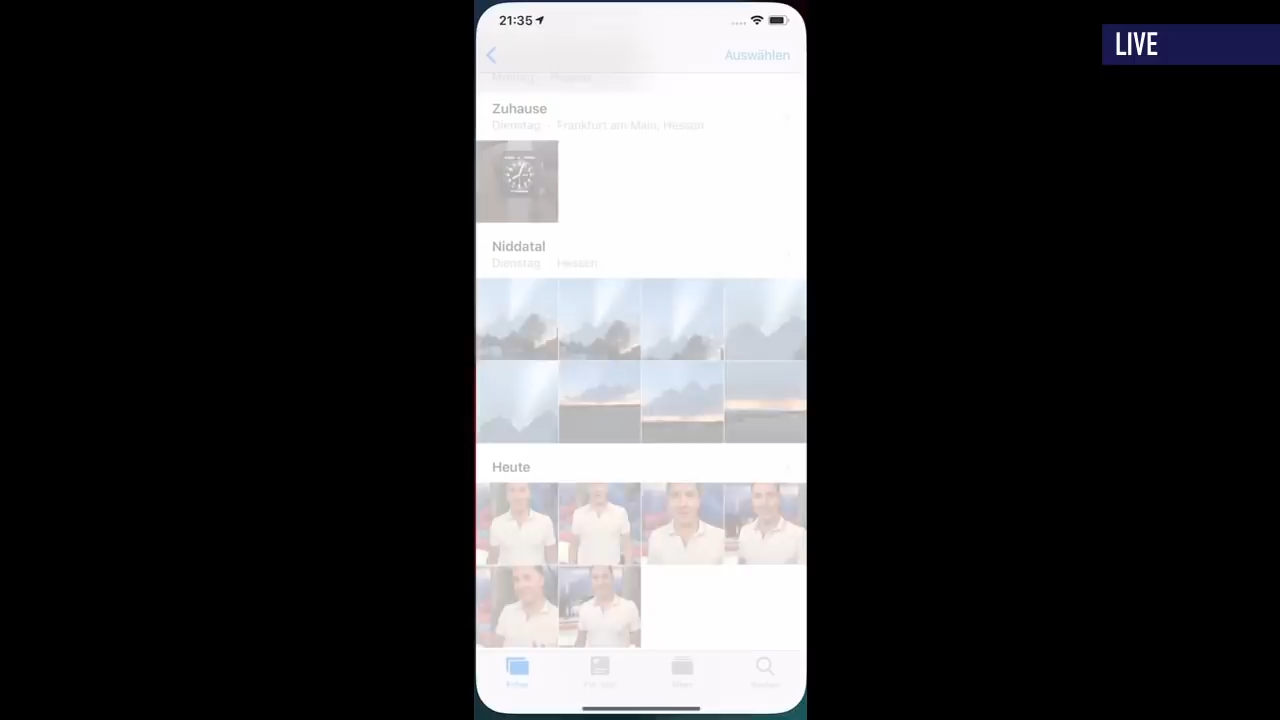 21:35
LIVE
Auswählen
Zuhause
Dienstag · Frankfurt am Main, Hessen
Niddatal
Dienstag Hessen
Heute